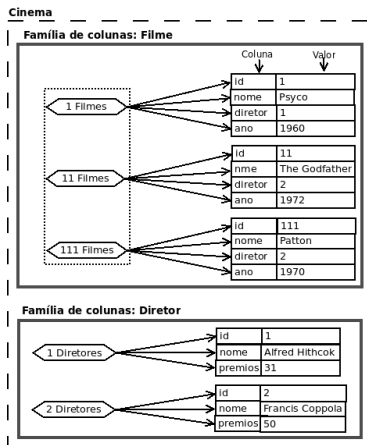 Cinema
Família de colunas: Filme
Coluna Valor
id 1
nome Psyco
1 Filmes
diretor 1
ano 1960
id 11
nme The Godfather
11 Filmes
diretor 2
ano 1972
id 111
nome Patton
111 Filmes
diretor 2
ano 1970
Família de colunas: Diretor
id 1
1 Diretores
nome Alfred Hithcok
premios 31
id 2
2 Diretores
nome Francis Coppola
premios 50